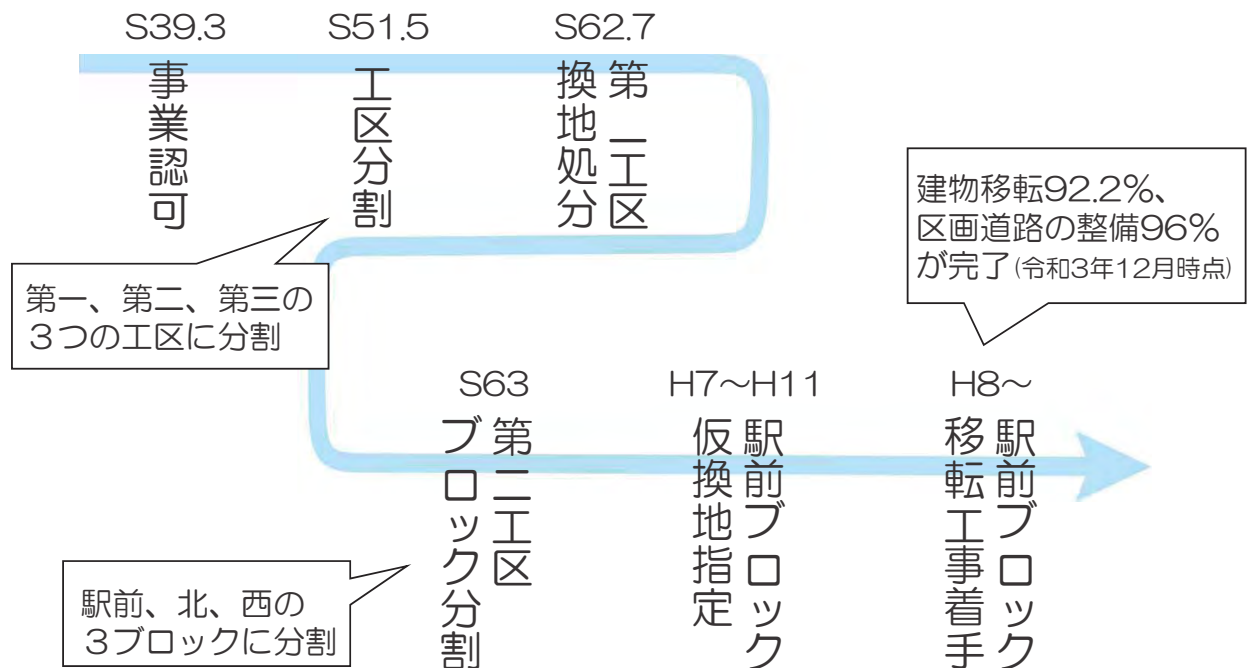 S39.3
事業認可
S51.5
工区分割
S62.7
第一工区
換地処分
第一、第二、第三の
３つの工区に分割
建物移転92.2%、
区画道路の整備96%
が完了(令和3年12月時点)
S63
第二工区
ブロック分割
駅前、北、西の
３ブロックに分割
H7～H11
駅前ブロック
仮換地指定
H8～
駅前ブロック
移転工事着手